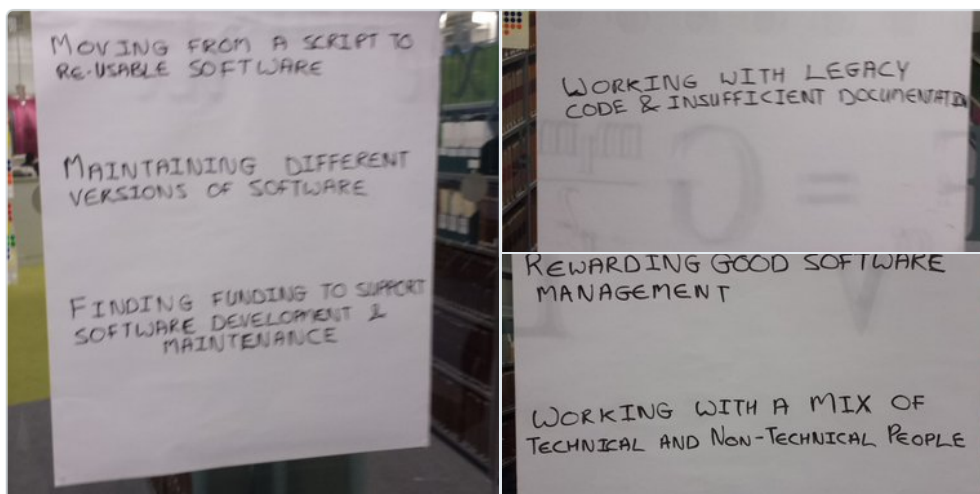 MOVING FROM A SCRIPT TO
RE-USABLE SOFTWARE
MAINTAINING DIFFERENT
VERSIONS OF SOFTWARE
FINDING FUNDING TO SUPPORT
SOFTWARE DEVELOPMENT &
MAINTENANCE
WORKING WITH LEGACY
CODE & INSUFFICIENT DOCUMENTATION
REWARDING GOOD SOFTWARE
MANAGEMENT
WORKING WITH A MIX OF
TECHNICAL AND NON-TECHNICAL PEOPLE